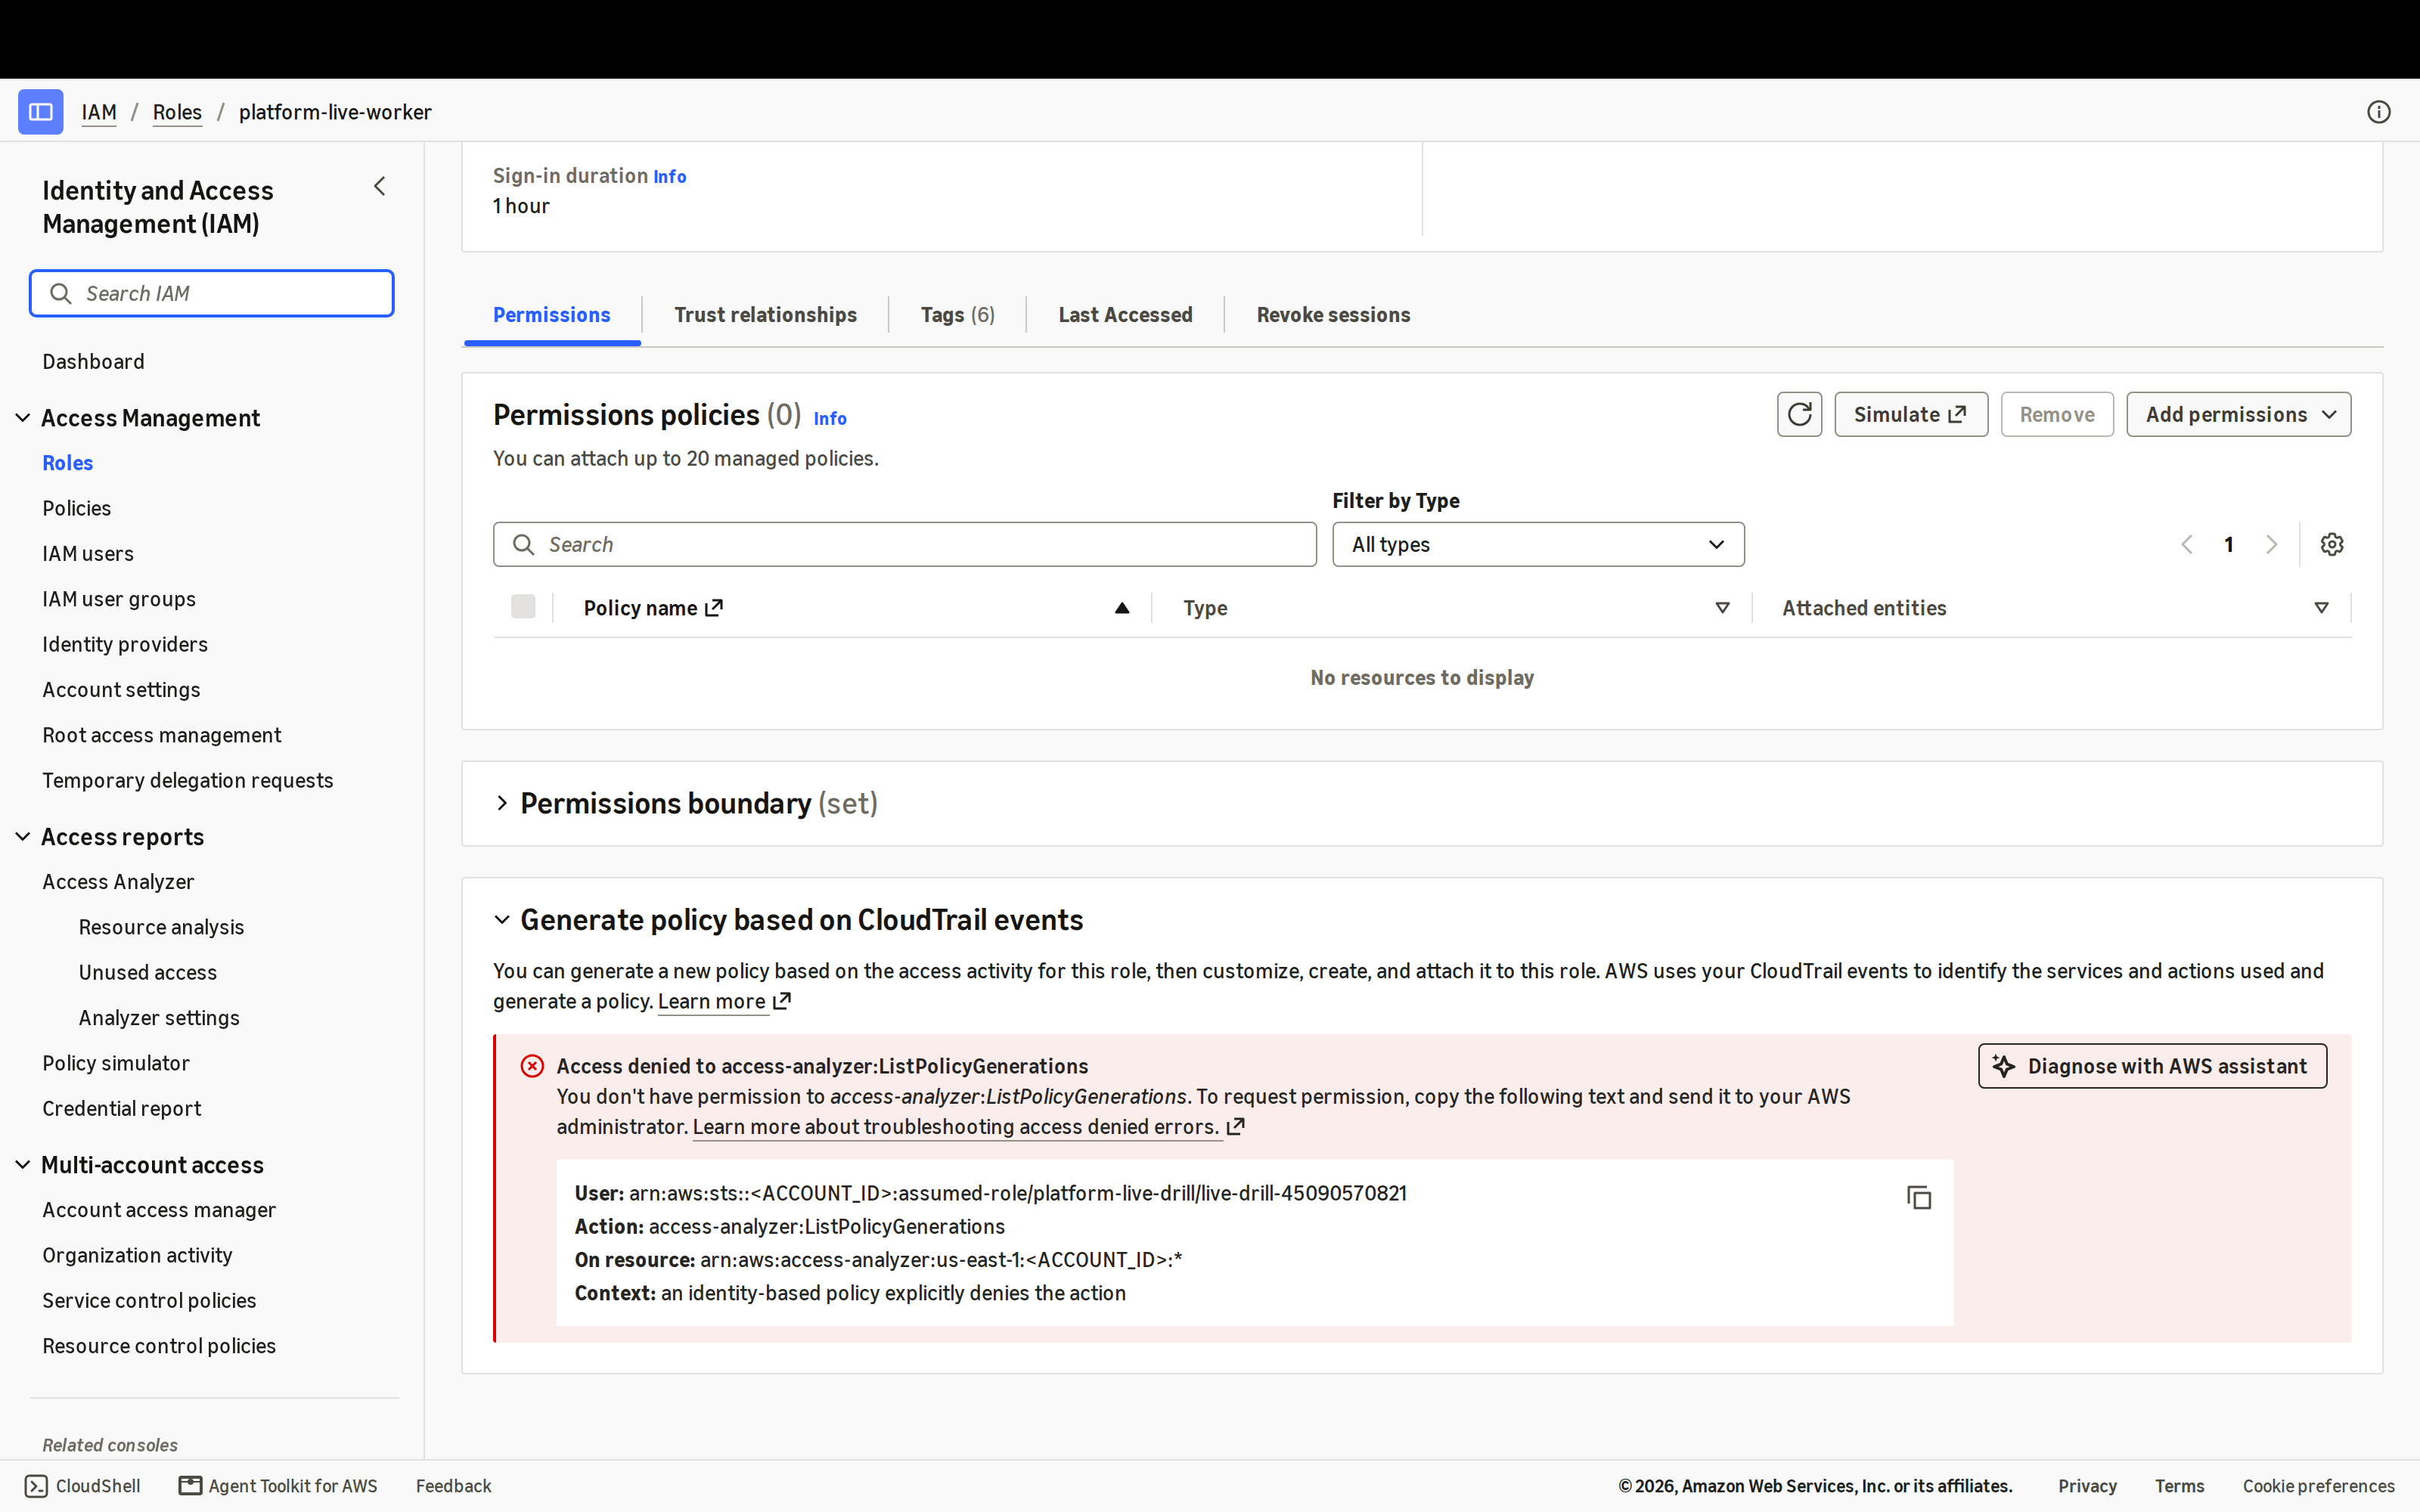 IAM / Roles / platform-live-worker
Identity and Access
Management (IAM)
Search IAM
Dashboard
Access Management
Roles
Policies
IAM users
IAM user groups
Identity providers
Account settings
Root access management
Temporary delegation requests
Access reports
Access Analyzer
Resource analysis
Unused access
Analyzer settings
Policy simulator
Credential report
Multi-account access
Account access manager
Organization activity
Service control policies
Resource control policies
Related consoles
Sign-in duration Info
1 hour
Permissions
Trust relationships
Tags (6)
Last Accessed
Revoke sessions
Permissions policies (0) Info
Simulate
Remove
Add permissions
You can attach up to 20 managed policies.
Filter by Type
Search
All types
1
Policy name
Type
Attached entities
No resources to display
Permissions boundary (set)
Generate policy based on CloudTrail events
You can generate a new policy based on the access activity for this role, then customize, create, and attach it to this role. AWS uses your CloudTrail events to identify the services and actions used and
generate a policy. Learn more
Access denied to access-analyzer:ListPolicyGenerations
Diagnose with AWS assistant
You don't have permission to access-analyzer:ListPolicyGenerations. To request permission, copy the following text and send it to your AWS
administrator. Learn more about troubleshooting access denied errors.
User: arn:aws:sts::<ACCOUNT_ID>:assumed-role/platform-live-drill/live-drill-45090570821
Action: access-analyzer:ListPolicyGenerations
On resource: arn:aws:access-analyzer:us-east-1:<ACCOUNT_ID>:*
Context: an identity-based policy explicitly denies the action
CloudShell
Agent Toolkit for AWS
Feedback
© 2026, Amazon Web Services, Inc. or its affiliates.
Privacy
Terms
Cookie preferences